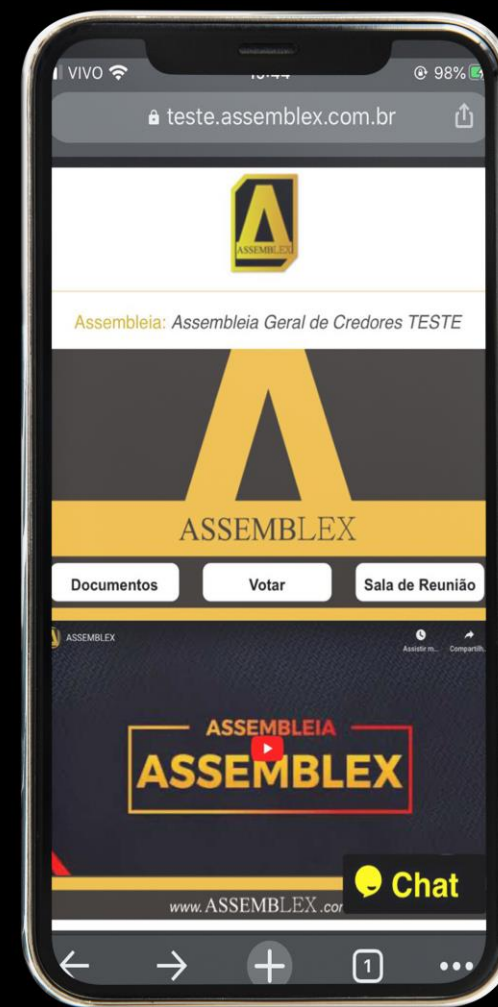 VIVO
98%
teste.assemblex.com.br
A
ASSEMBLEX
Assembleia: Assembleia Geral de Credores TESTE
A
ASSEMBLEX
Documentos
Votar
Sala de Reunião
ASSEMBLEX
Assistir m...
Compartilh...
ASSEMBLEIA
ASSEMBLEX
Chat
www.ASSEMBLEX.cor
1